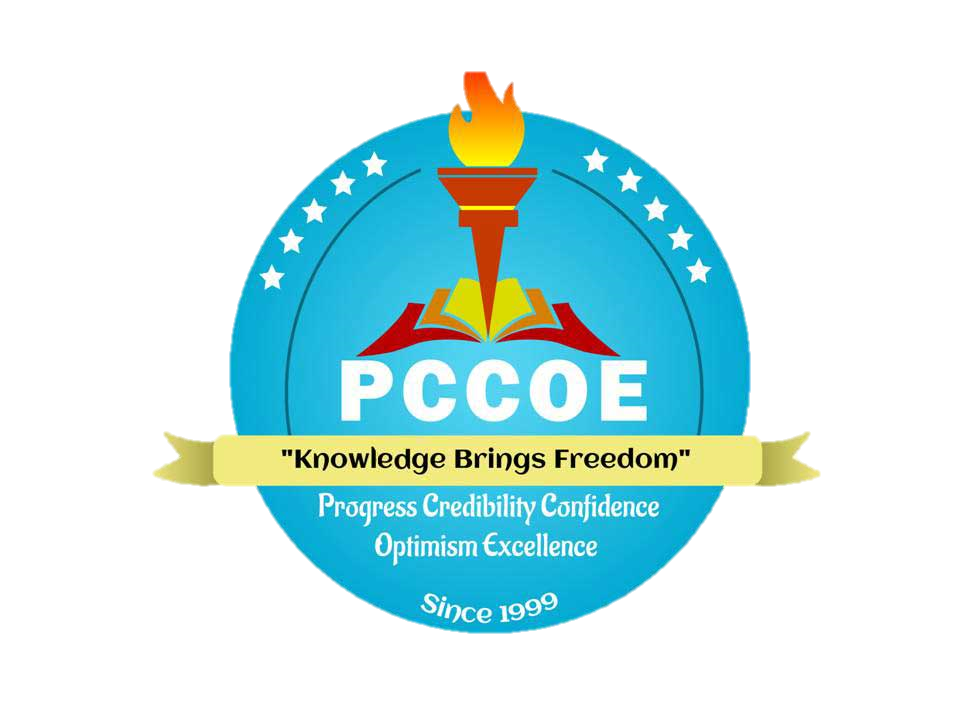 PCCOE
"Knowledge Brings Freedom"
Progress Credibility Confidence
Optimism Excellence
Since 1999